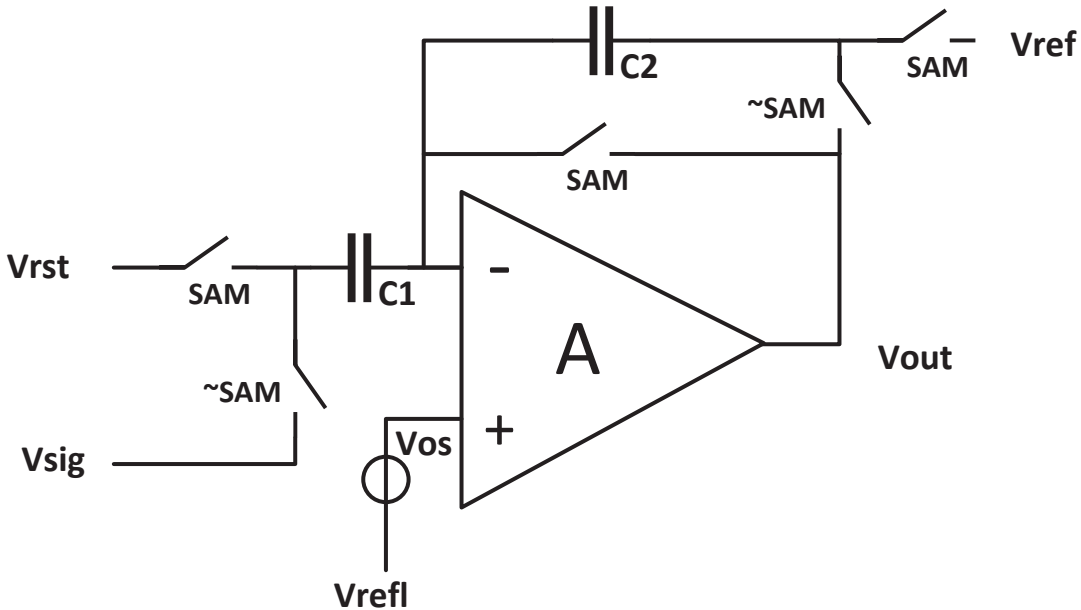 C2
Vref
SAM
~SAM
SAM
Vrst
SAM
C1
-
A
Vout
~SAM
+
Vos
Vsig
Vrefl